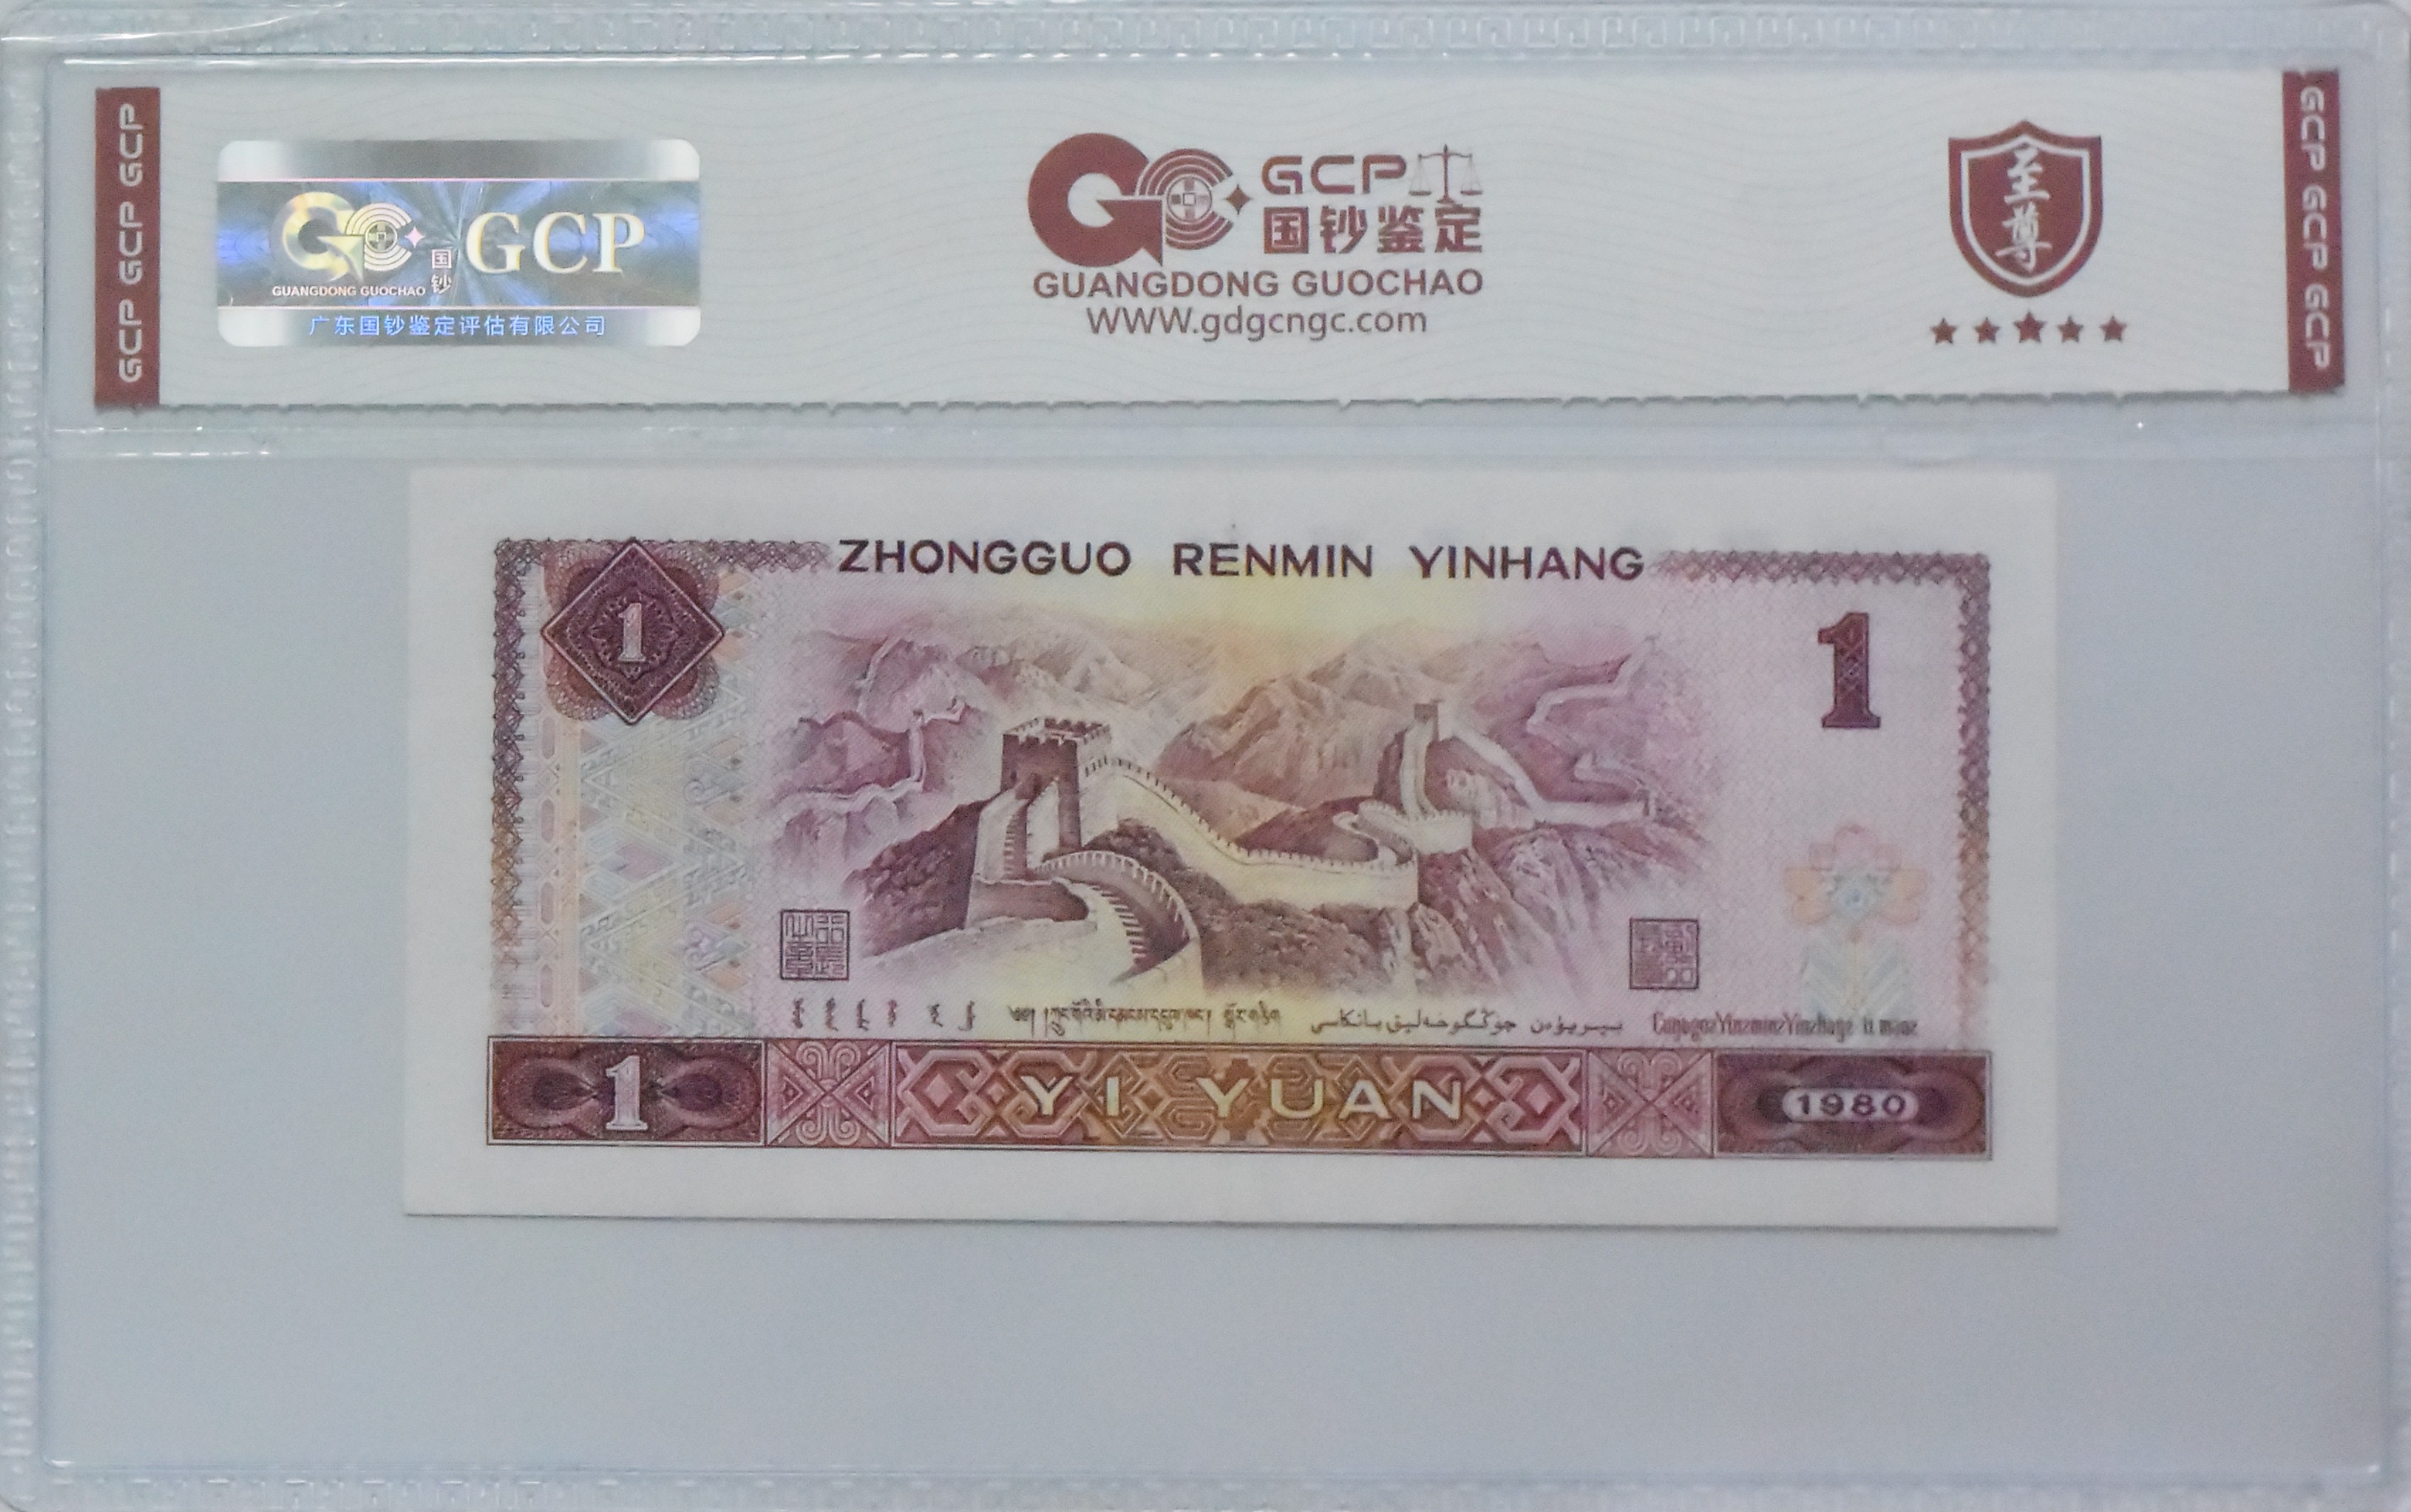 GCP GCP GCP
GCP
国钞
GUANGDONG GUOCHAO
广东国钞鉴定评估有限公司
GCP
国钞鉴定
GUANGDONG GUOCHAO
WWW.gdgcngc.com
至尊
GCP GCP GCP
ZHONGGUO RENMIN YINHANG
1
1
1
YI YUAN
1980